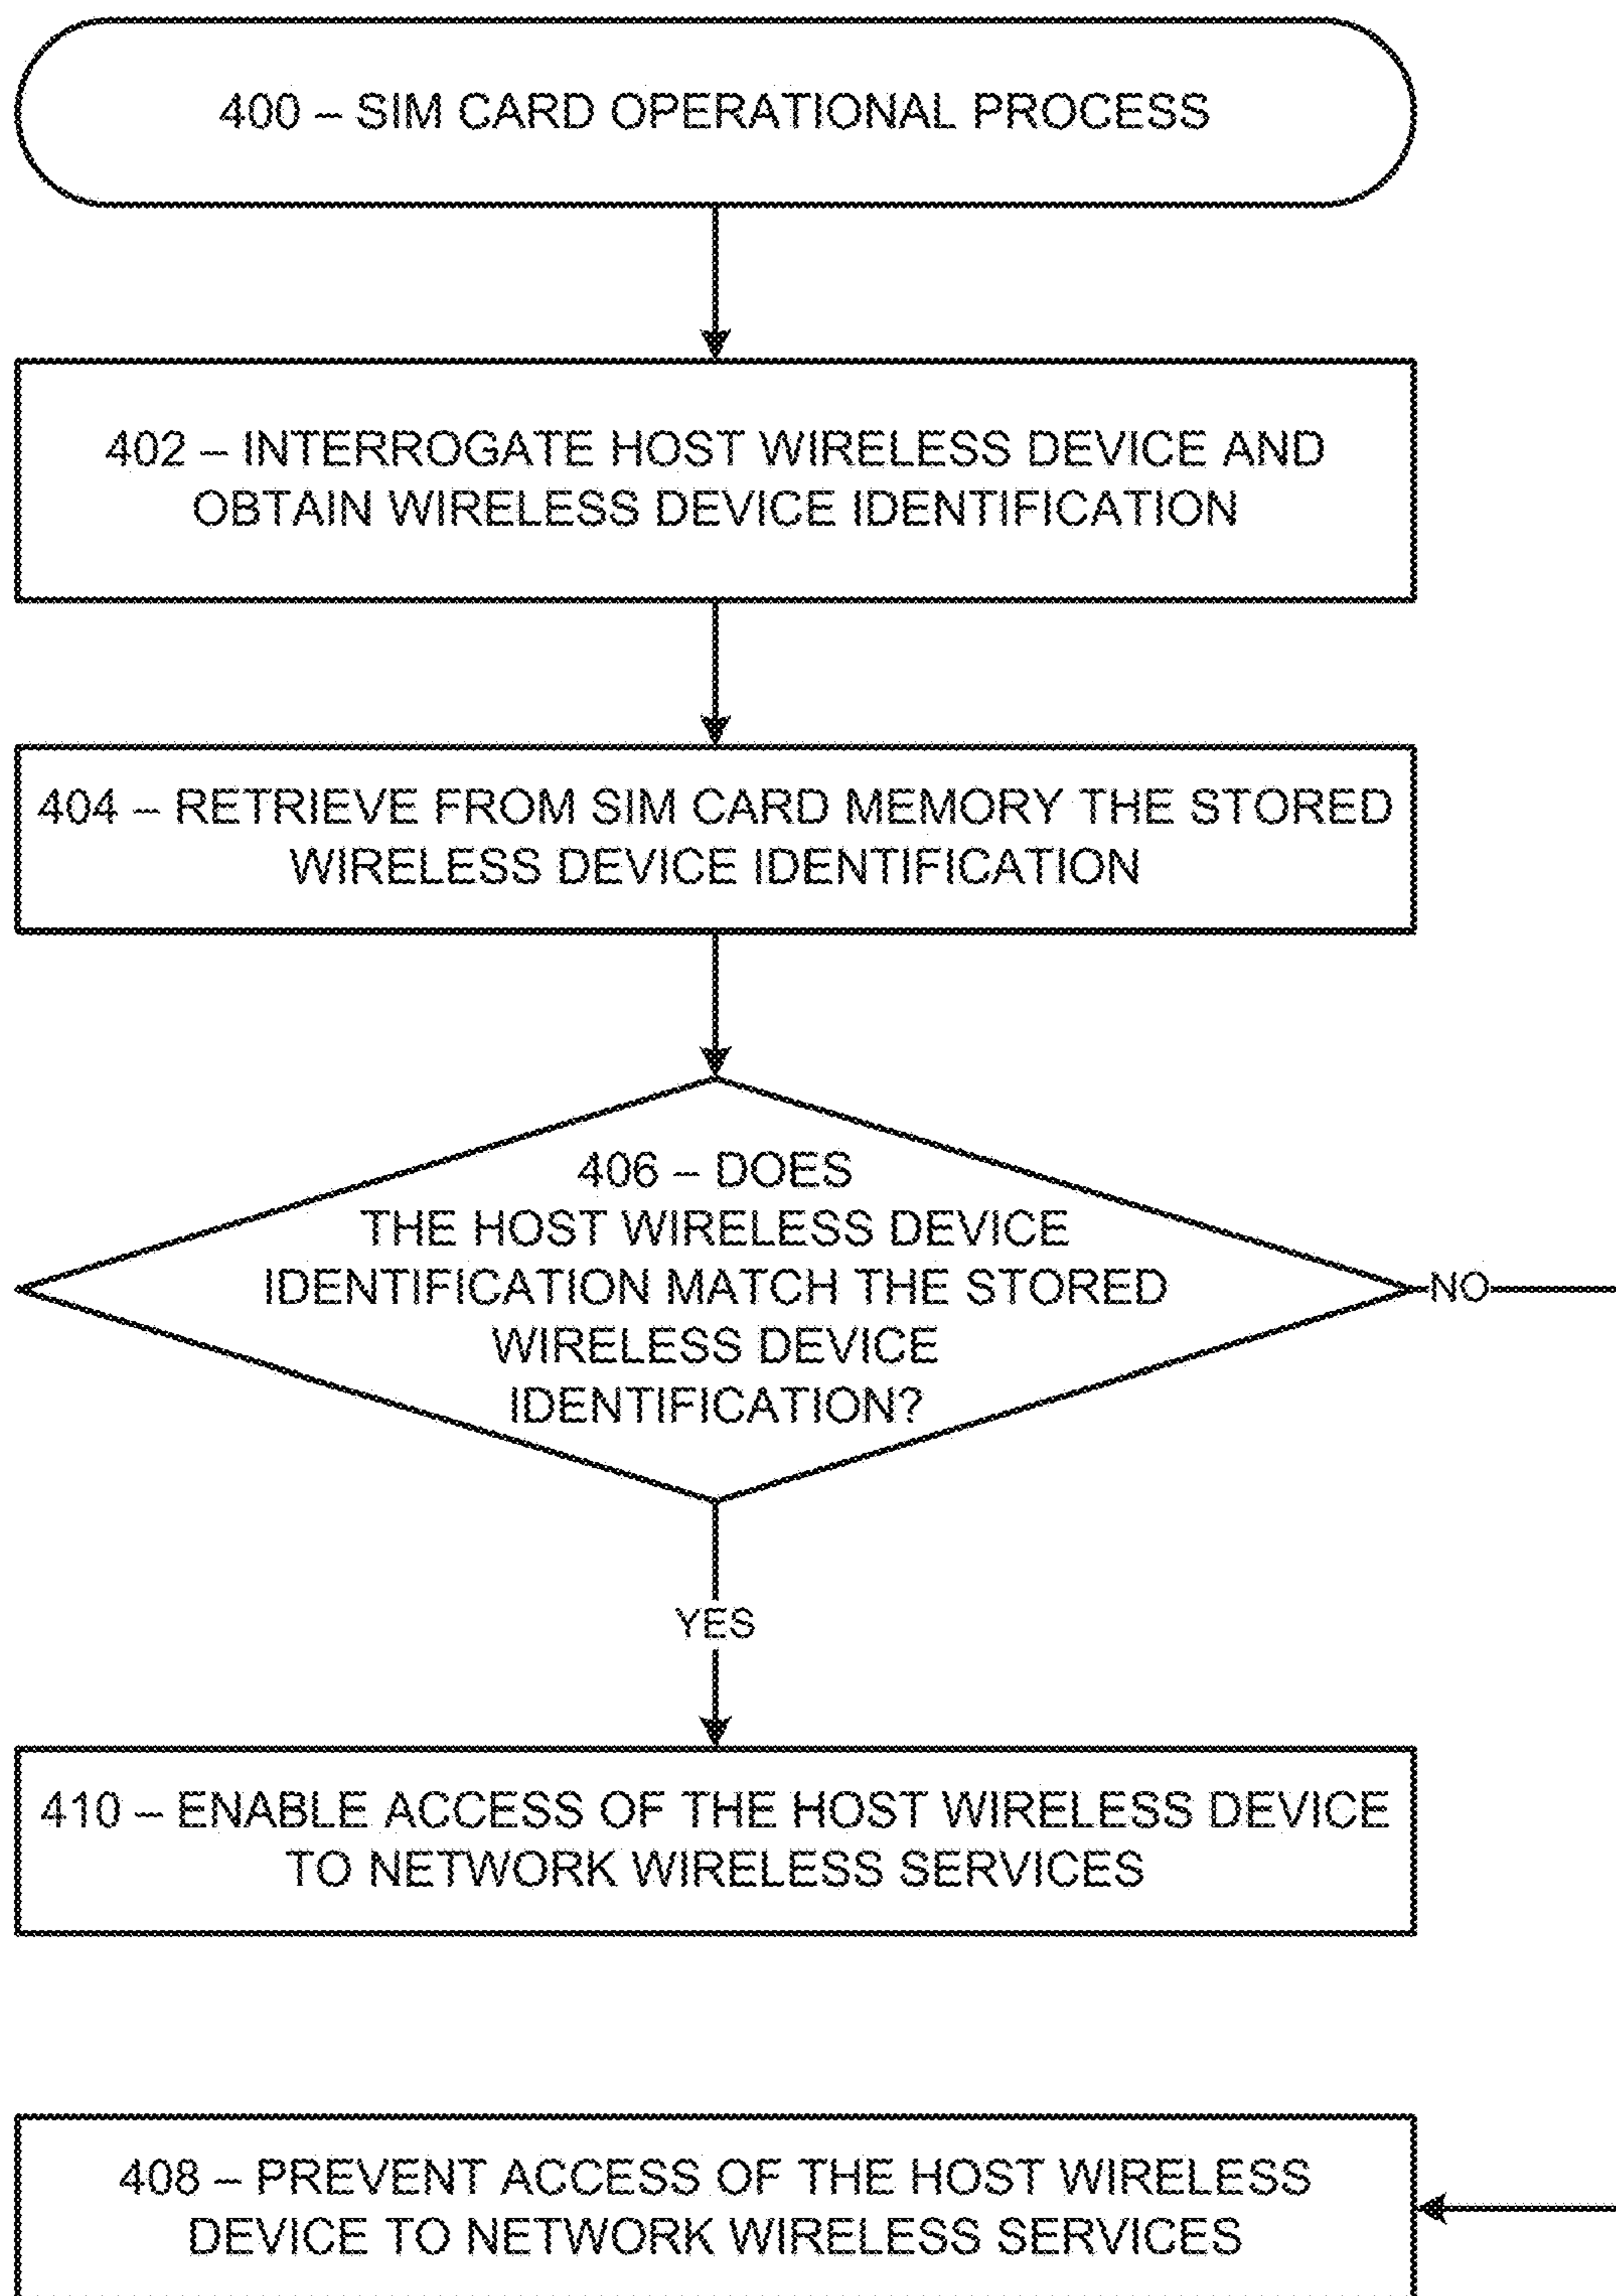 400 – SIM CARD OPERATIONAL PROCESS
402 – INTERROGATE HOST WIRELESS DEVICE AND
OBTAIN WIRELESS DEVICE IDENTIFICATION
404 – RETRIEVE FROM SIM CARD MEMORY THE STORED
WIRELESS DEVICE IDENTIFICATION
406 – DOES
THE HOST WIRELESS DEVICE
IDENTIFICATION MATCH THE STORED
WIRELESS DEVICE
IDENTIFICATION?
NO
YES
410 – ENABLE ACCESS OF THE HOST WIRELESS DEVICE
TO NETWORK WIRELESS SERVICES
408 – PREVENT ACCESS OF THE HOST WIRELESS
DEVICE TO NETWORK WIRELESS SERVICES